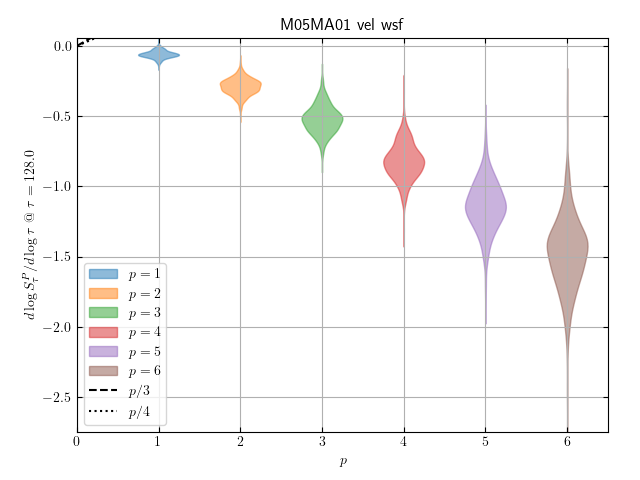 M05MA01 vel wsf
d log S_τ^p / d log τ @ τ = 128.0
0.0
−0.5
−1.0
−1.5
−2.0
−2.5
p = 1
p = 2
p = 3
p = 4
p = 5
p = 6
p/3
p/4
0 1 2 3 4 5 6
p